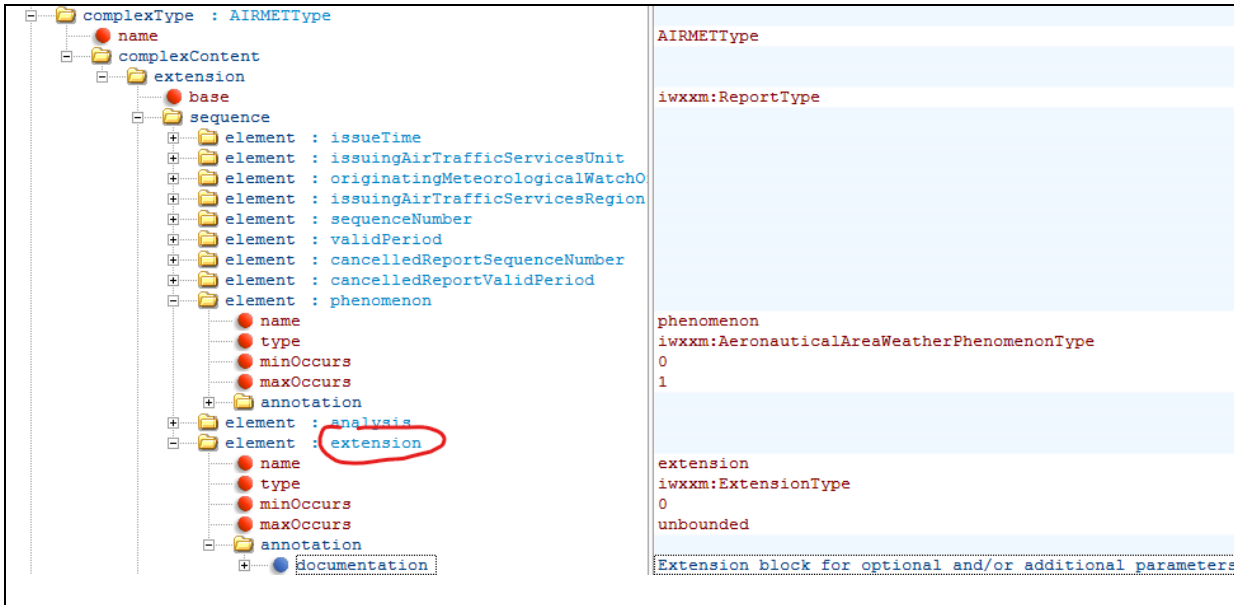 complexType : AIRMETType
name AIRMETType
complexContent
extension
base iwxxm:ReportType
sequence
element : issueTime
element : issuingAirTrafficServicesUnit
element : originatingMeteorologicalWatchO
element : issuingAirTrafficServicesRegion
element : sequenceNumber
element : validPeriod
element : cancelledReportSequenceNumber
element : cancelledReportValidPeriod
element : phenomenon
name phenomenon
type iwxxm:AeronauticalAreaWeatherPhenomenonType
minOccurs 0
maxOccurs 1
annotation
element : analysis
element : extension
name extension
type iwxxm:ExtensionType
minOccurs 0
maxOccurs unbounded
annotation
documentation Extension block for optional and/or additional parameters